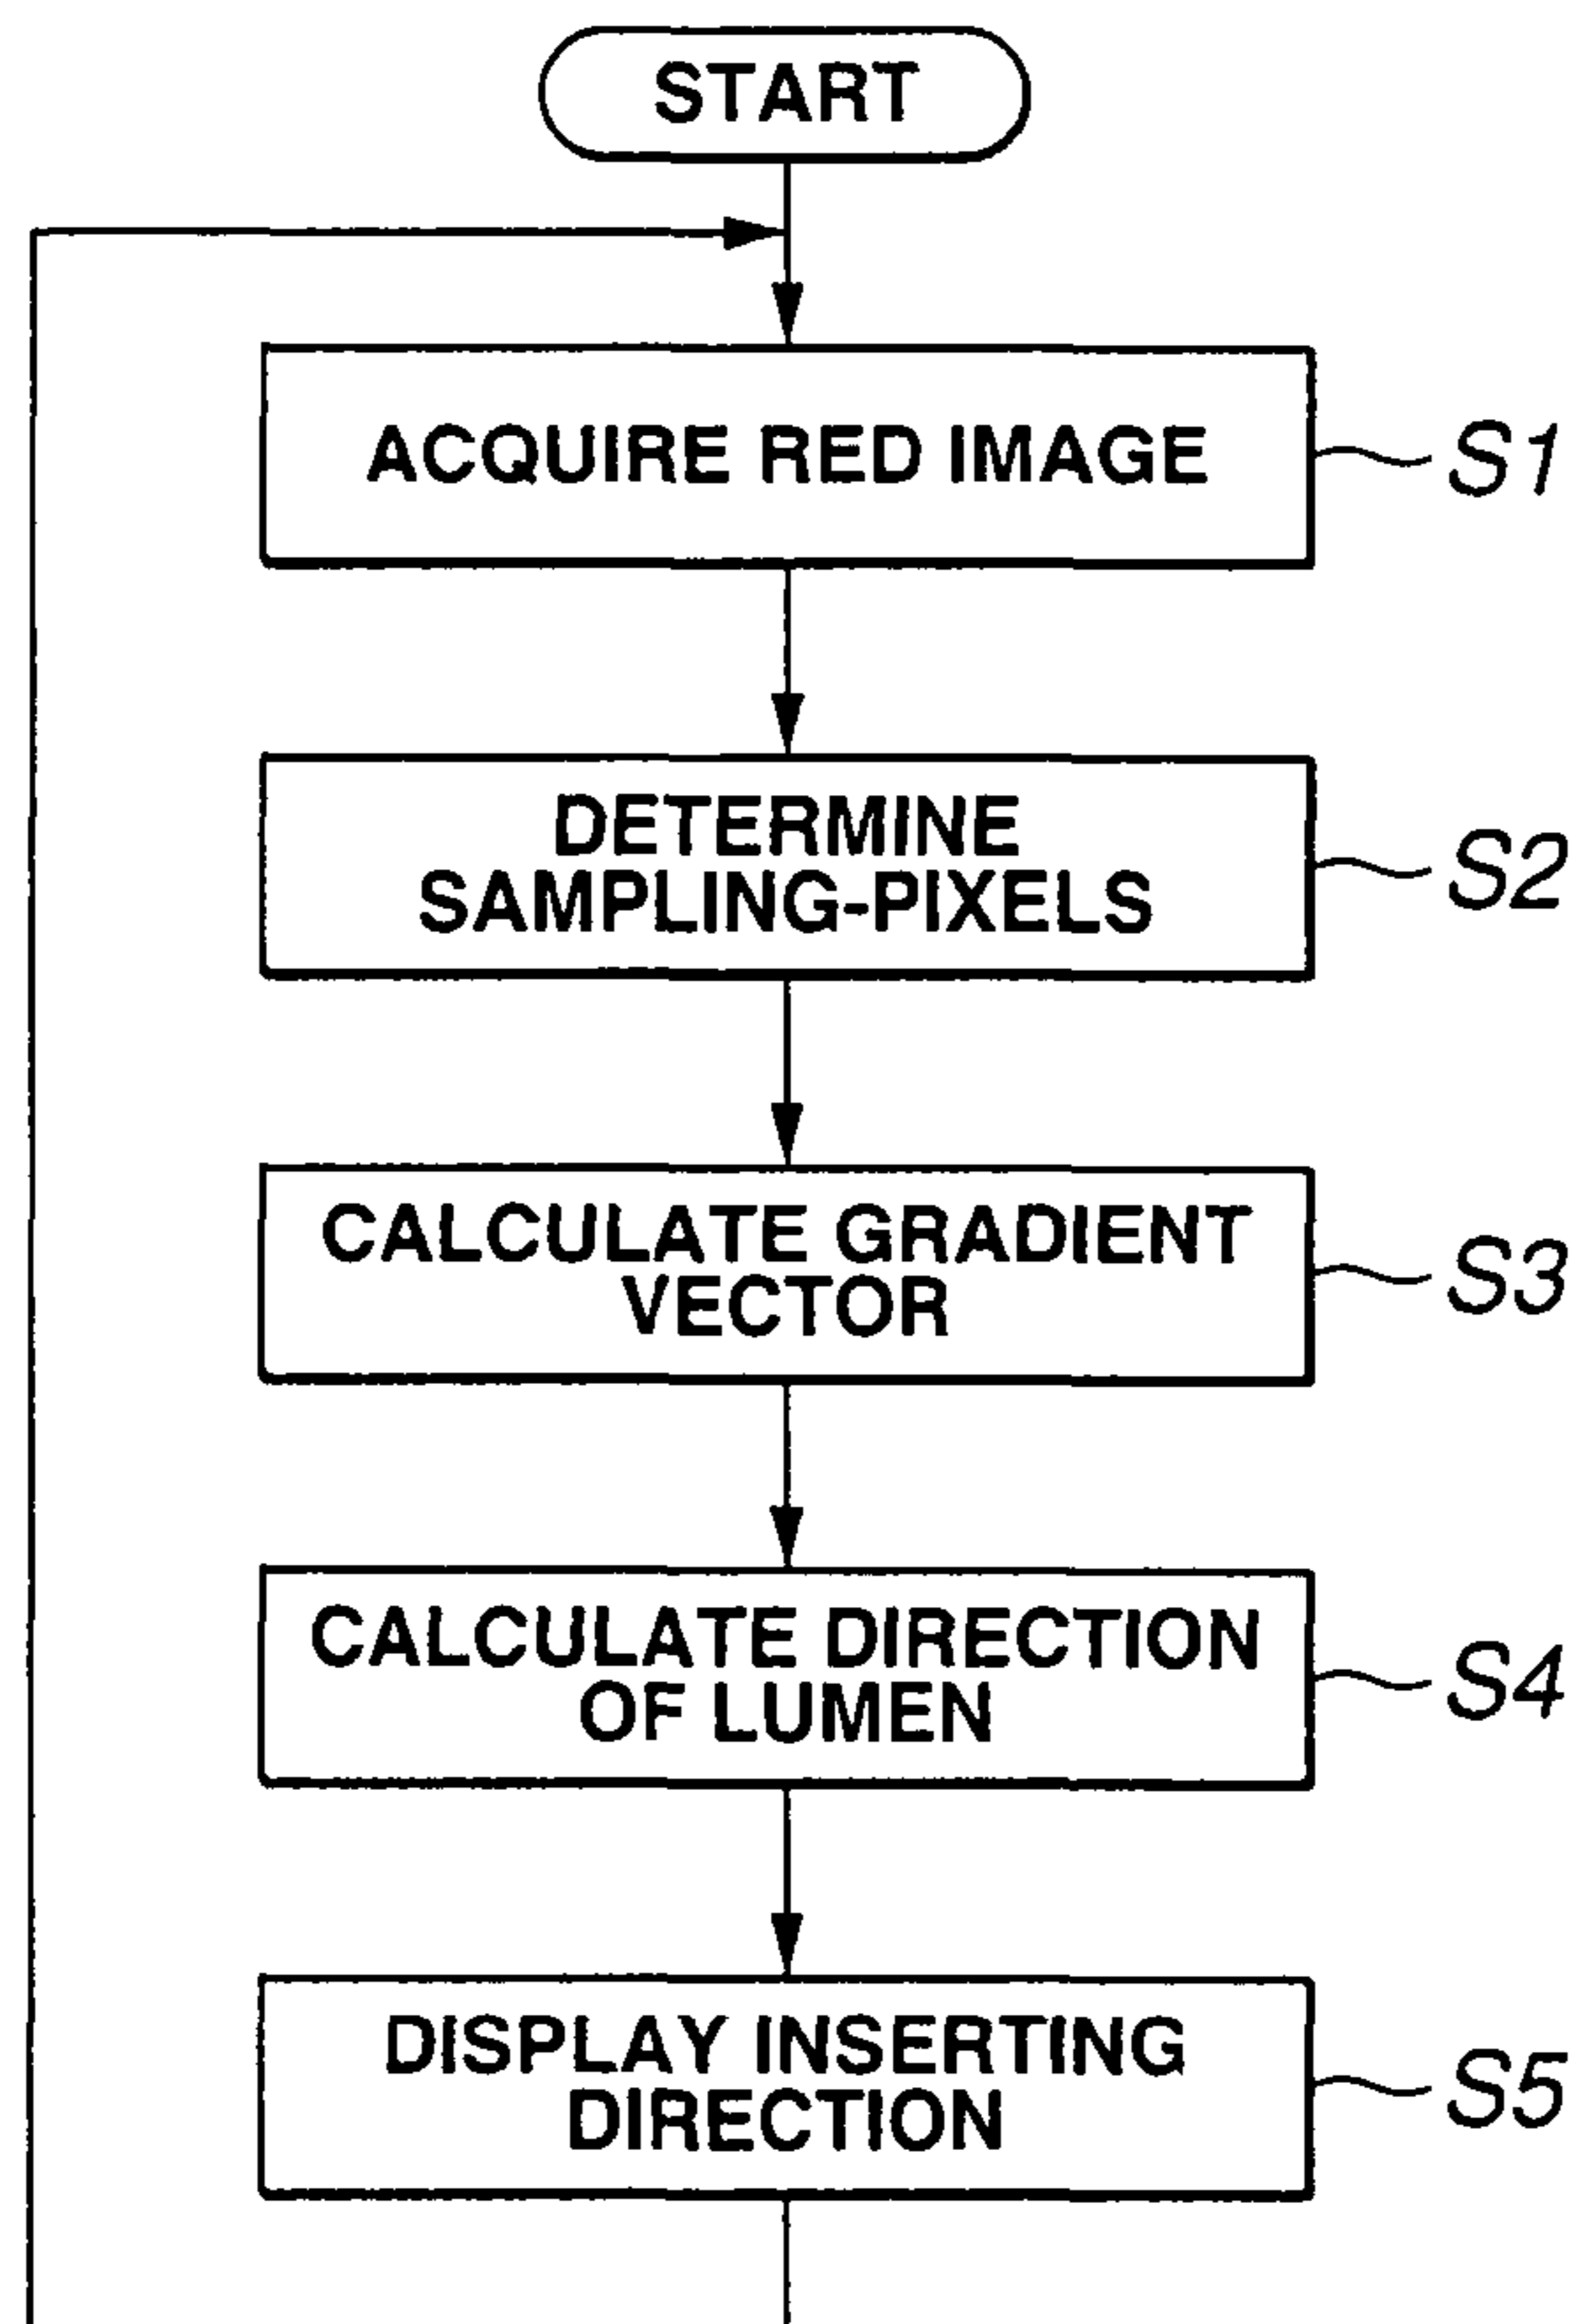 START
ACQUIRE RED IMAGE
S1
DETERMINE
SAMPLING-PIXELS
S2
CALCULATE GRADIENT
VECTOR
S3
CALCULATE DIRECTION
OF LUMEN
S4
DISPLAY INSERTING
DIRECTION
S5